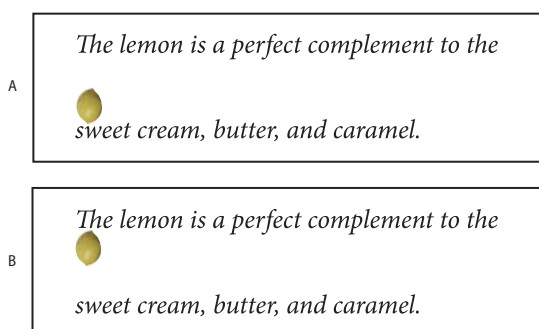 A
The lemon is a perfect complement to the
sweet cream, butter, and caramel.
B
The lemon is a perfect complement to the
sweet cream, butter, and caramel.